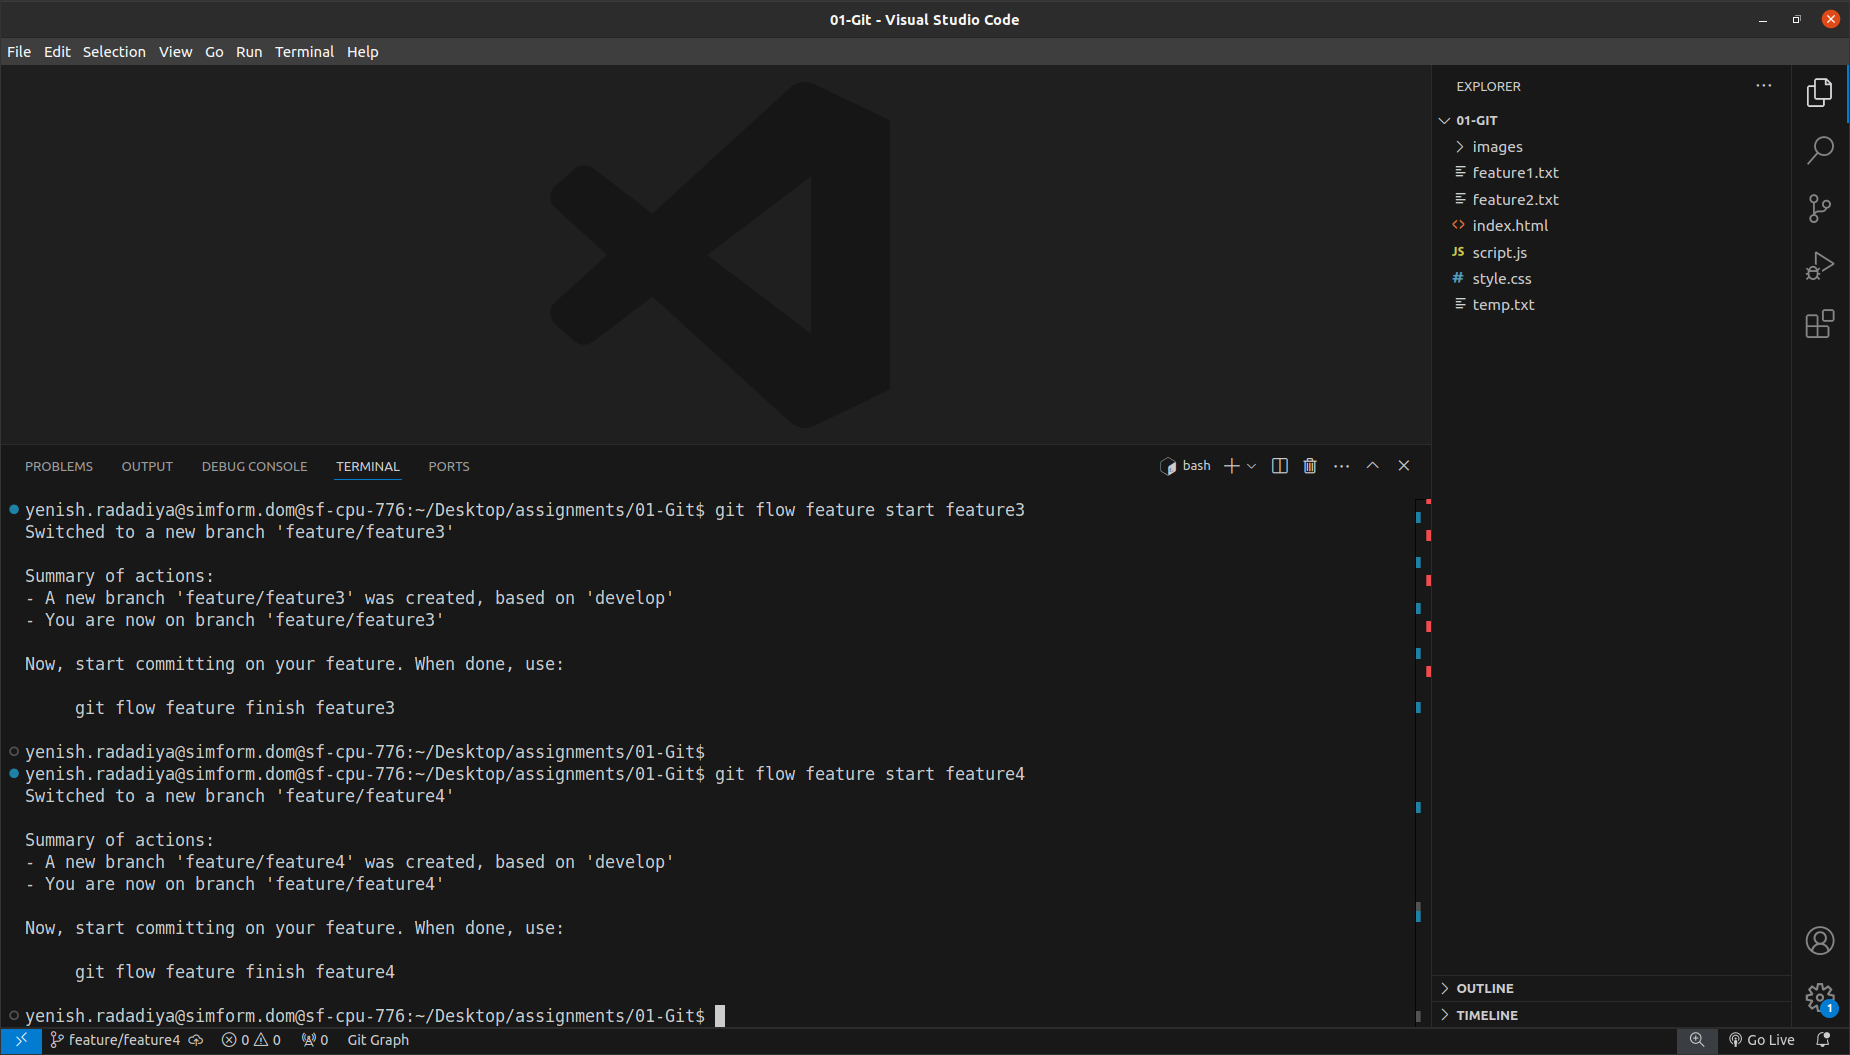 01-Git - Visual Studio Code
File Edit Selection View Go Run Terminal Help
EXPLORER
01-GIT
images
feature1.txt
feature2.txt
index.html
JS script.js
# style.css
temp.txt
PROBLEMS OUTPUT DEBUG CONSOLE TERMINAL PORTS
bash
yenish.radadiya@simform.dom@sf-cpu-776:~/Desktop/assignments/01-Git$ git flow feature start feature3
Switched to a new branch 'feature/feature3'
Summary of actions:
- A new branch 'feature/feature3' was created, based on 'develop'
- You are now on branch 'feature/feature3'
Now, start committing on your feature. When done, use:
git flow feature finish feature3
yenish.radadiya@simform.dom@sf-cpu-776:~/Desktop/assignments/01-Git$
yenish.radadiya@simform.dom@sf-cpu-776:~/Desktop/assignments/01-Git$ git flow feature start feature4
Switched to a new branch 'feature/feature4'
Summary of actions:
- A new branch 'feature/feature4' was created, based on 'develop'
- You are now on branch 'feature/feature4'
Now, start committing on your feature. When done, use:
git flow feature finish feature4
yenish.radadiya@simform.dom@sf-cpu-776:~/Desktop/assignments/01-Git$
OUTLINE
TIMELINE
1
feature/feature4 0 0 0 Git Graph
Go Live